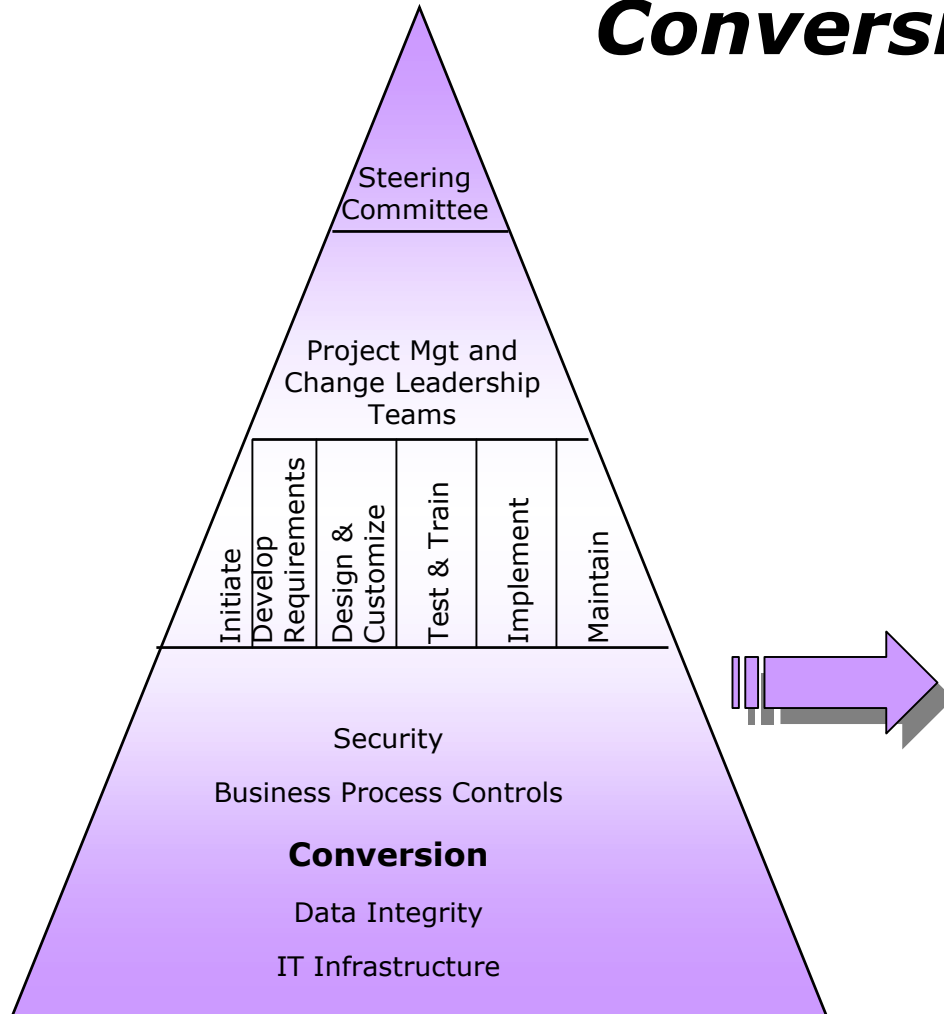 Conversi
Steering
Committee
Project Mgt and
Change Leadership
Teams
Initiate
Develop
Requirements
Design &
Customize
Test & Train
Implement
Maintain
Security
Business Process Controls
Conversion
Data Integrity
IT Infrastructure